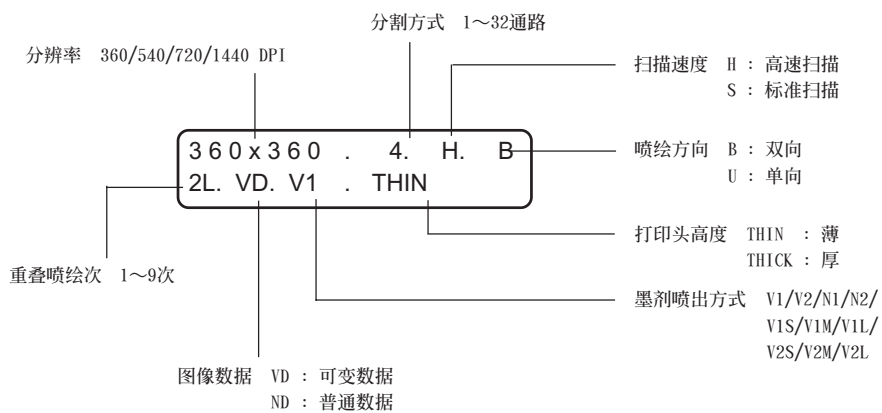 分割方式 1～32通路
分辨率 360/540/720/1440 DPI
扫描速度 H : 高速扫描
S : 标准扫描
360x360 . 4. H. B
2L. VD. V1 . THIN
喷绘方向 B : 双向
U : 单向
打印头高度 THIN : 薄
THICK : 厚
重叠喷绘次 1～9次
墨剂喷出方式 V1/V2/N1/N2/
V1S/V1M/V1L/
V2S/V2M/V2L
图像数据 VD : 可变数据
ND : 普通数据